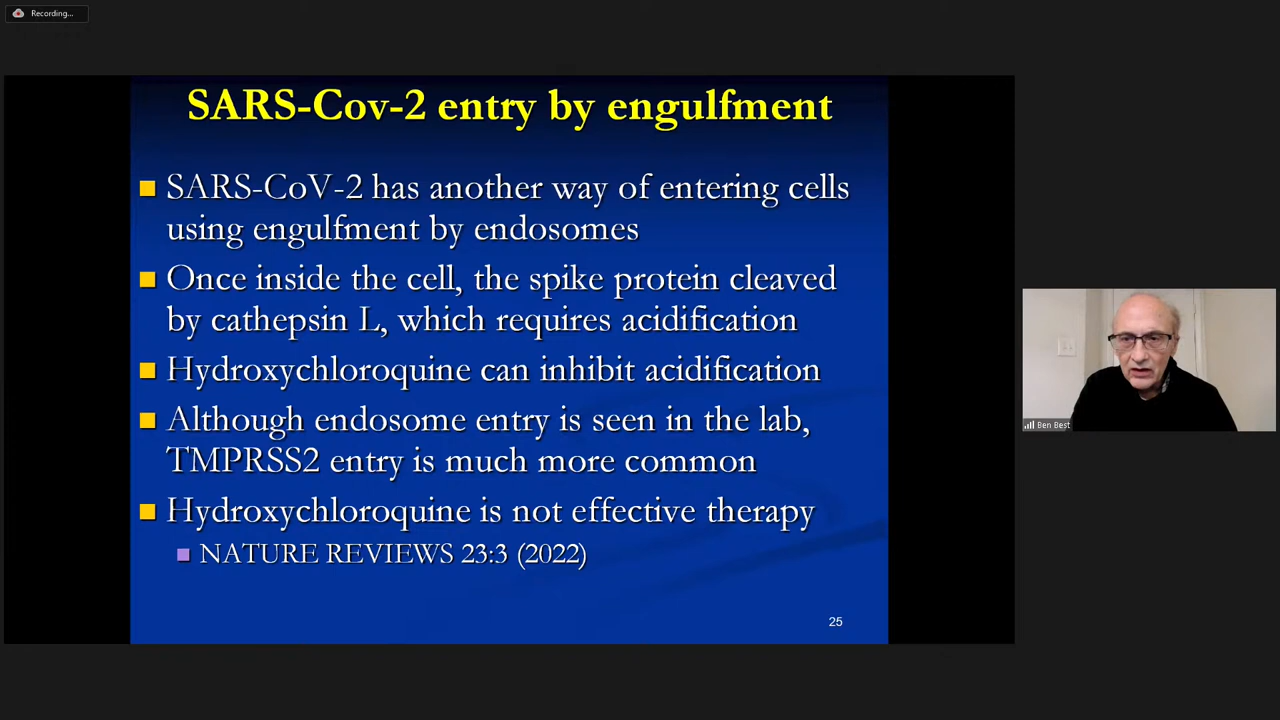 Recording...
SARS-Cov-2 entry by engulfment
SARS-CoV-2 has another way of entering cells
using engulfment by endosomes
Once inside the cell, the spike protein cleaved
by cathepsin L, which requires acidification
Hydroxychloroquine can inhibit acidification
Although endosome entry is seen in the lab,
TMPRSS2 entry is much more common
Hydroxychloroquine is not effective therapy
NATURE REVIEWS 23:3 (2022)
25
Ben Best